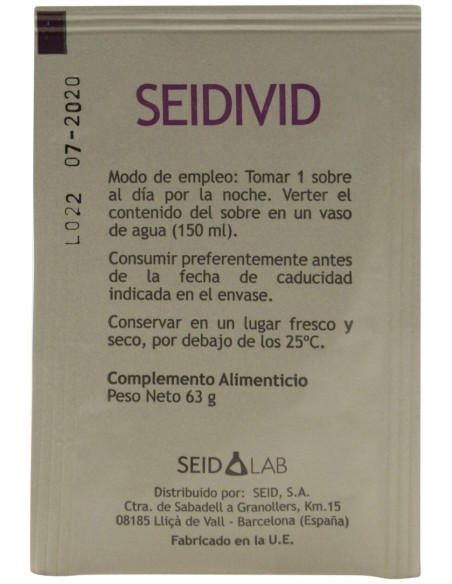 SEIDIVID
L022 07-2020
Modo de empleo: Tomar 1 sobre
al día por la noche. Verter el
contenido del sobre en un vaso
de agua (150 ml).
Consumir preferentemente antes
de la fecha de caducidad
indicada en el envase.
Conservar en un lugar fresco y
seco, por debajo de los 25ºC.
Complemento Alimenticio
Peso Neto 63 g
SEID LAB
Distribuido por: SEID, S.A.
Ctra. de Sabadell a Granollers, Km.15
08185 Lliçà de Vall - Barcelona (España)
Fabricado en la U.E.